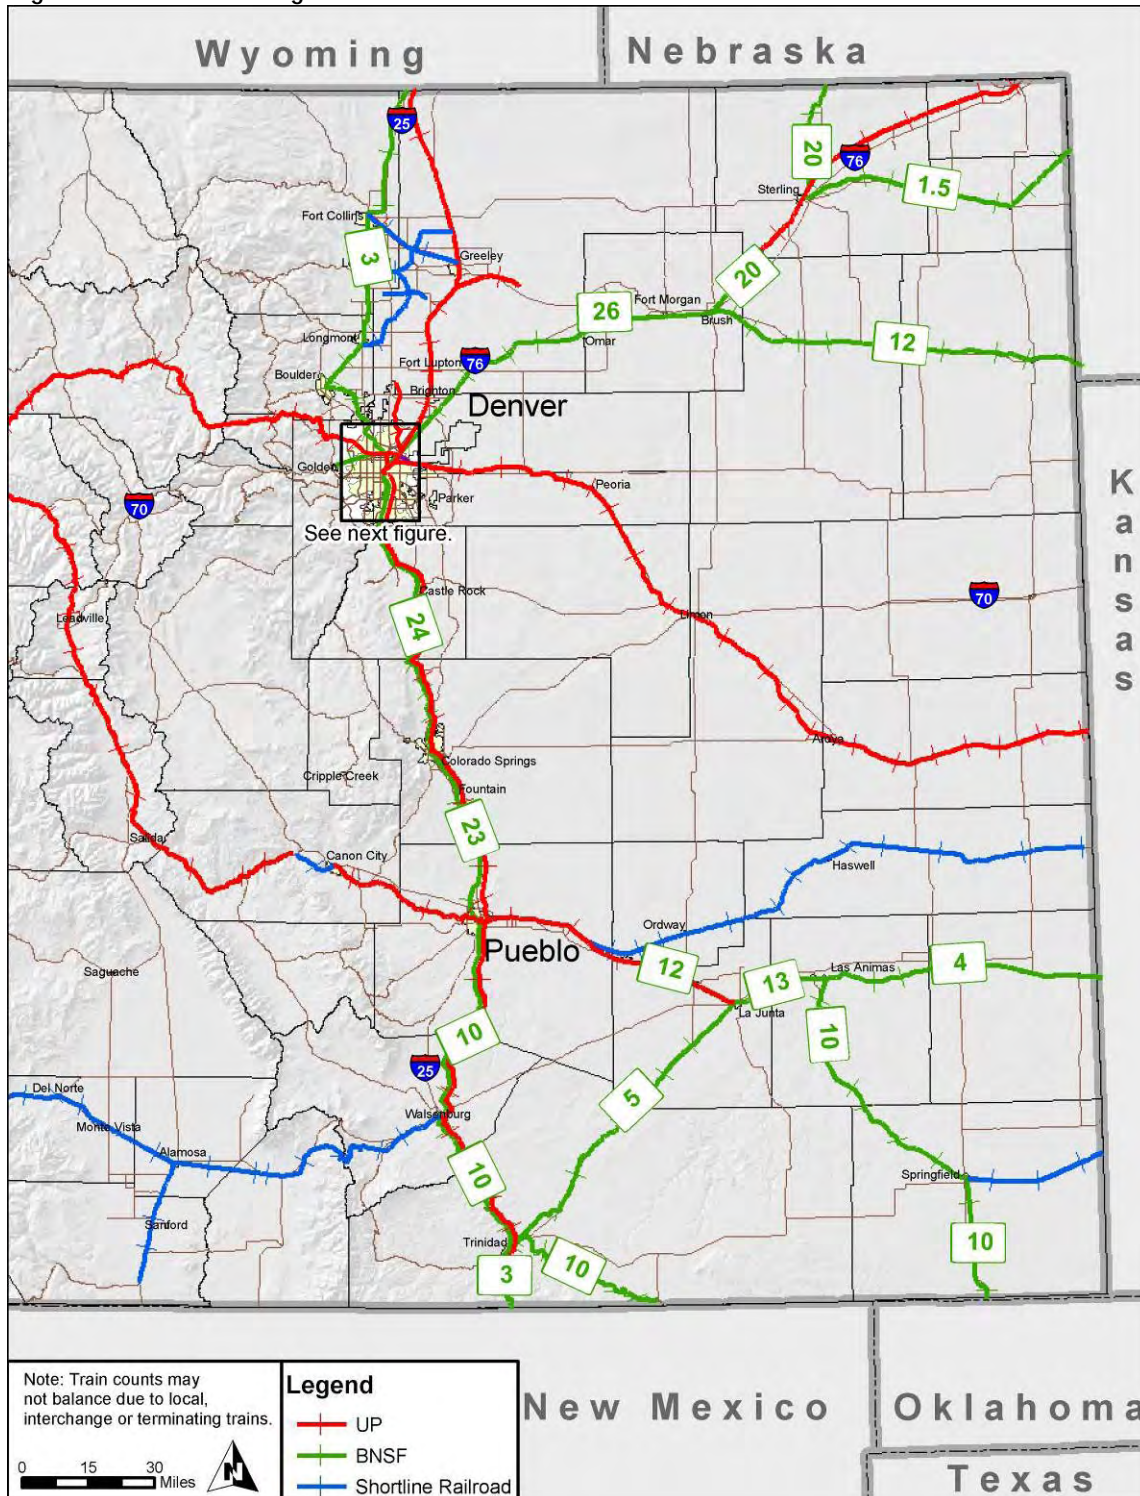 Wyoming
Nebraska
25
20
76
Sterling
1.5
Fort Collins
3
Greeley
20
Fort Morgan
26
Brush
Omar
12
Longmont
Fort Lupton
76
Boulder
Brighton
Denver
Golden
Peoria
Parker
70
See next figure.
Kansas
Castle Rock
70
24
Limon
Leadville
Aroya
Colorado Springs
Cripple Creek
Fountain
23
Salida
Canon City
Haswell
Ordway
Pueblo
12
Las Animas
4
Saguache
13
La Junta
10
10
25
Del Norte
5
Walsenburg
Monte Vista
Alamosa
10
Springfield
Sanford
Trinidad
10
10
3
Note: Train counts may
not balance due to local,
interchange or terminating trains.
0 15 30
Miles
N
Legend
UP
BNSF
Shortline Railroad
New Mexico
Oklahoma
Texas